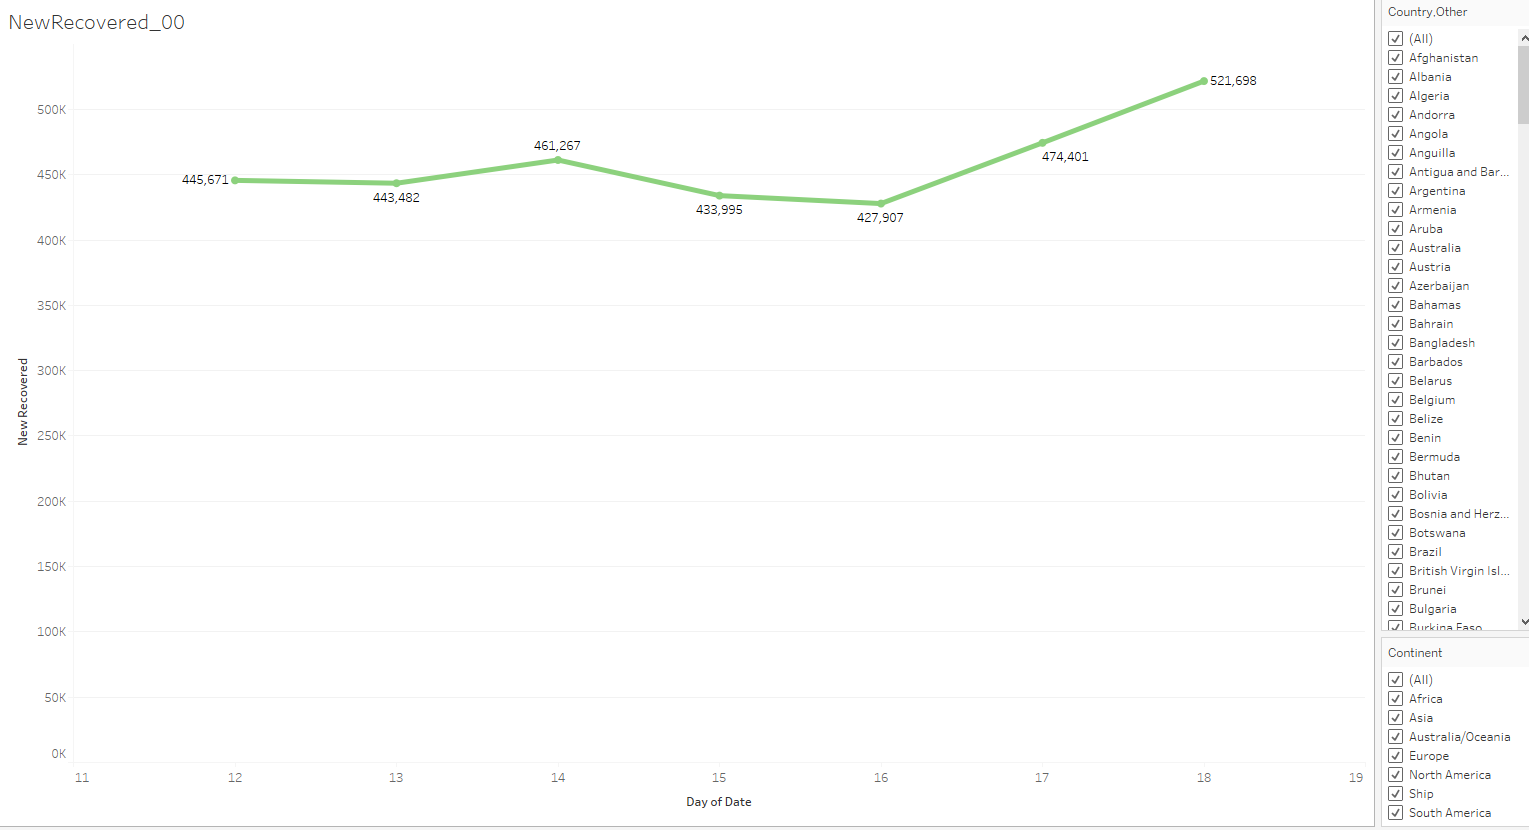 NewRecovered_00
500K
450K
400K
350K
300K
250K
200K
150K
100K
50K
0K
New Recovered
445,671
443,482
461,267
433,995
427,907
474,401
521,698
11
12
13
14
15
16
17
18
19
Day of Date
Country,Other
(All)
Afghanistan
Albania
Algeria
Andorra
Angola
Anguilla
Antigua and Bar...
Argentina
Armenia
Aruba
Australia
Austria
Azerbaijan
Bahamas
Bahrain
Bangladesh
Barbados
Belarus
Belgium
Belize
Benin
Bermuda
Bhutan
Bolivia
Bosnia and Herz...
Botswana
Brazil
British Virgin Isl...
Brunei
Bulgaria
Burkina Faso
Continent
(All)
Africa
Asia
Australia/Oceania
Europe
North America
Ship
South America